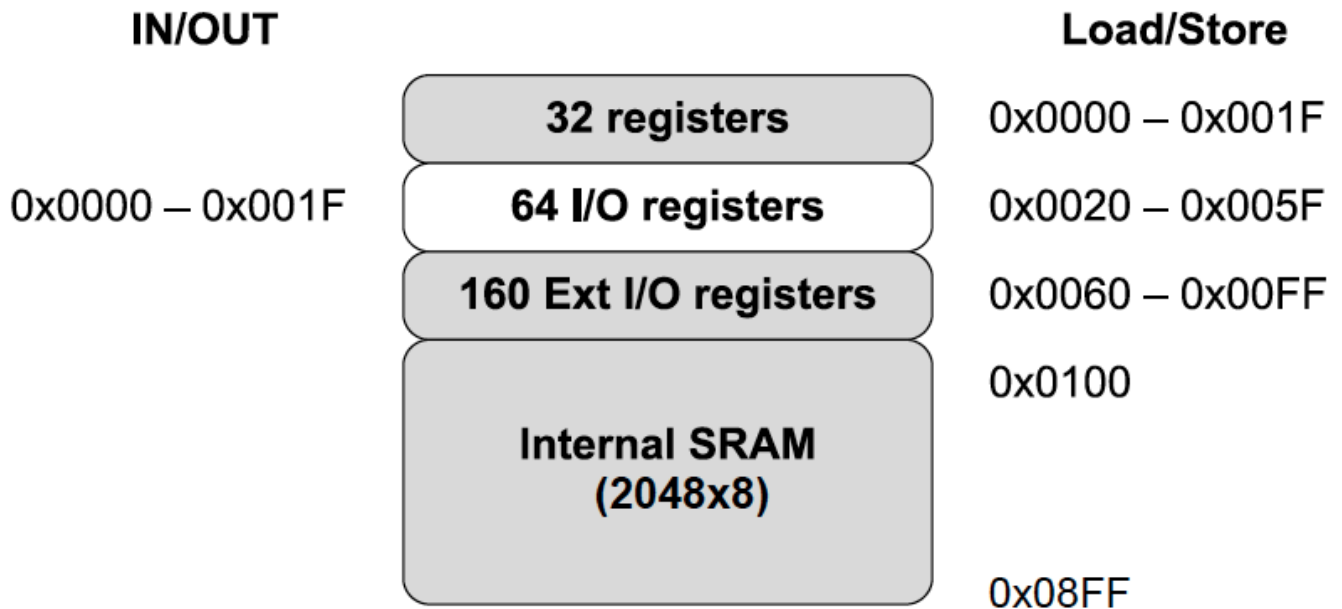 IN/OUT Load/Store
32 registers 0x0000 – 0x001F
0x0000 – 0x001F 64 I/O registers 0x0020 – 0x005F
160 Ext I/O registers 0x0060 – 0x00FF
0x0100
Internal SRAM
(2048x8)
0x08FF